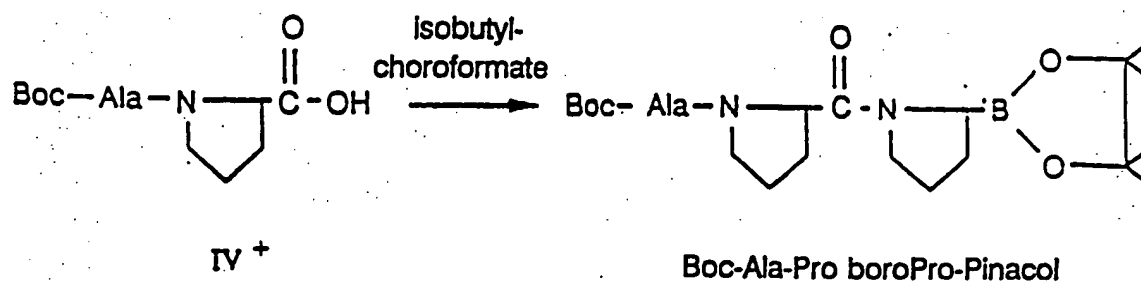 isobutyl-
choroformate
O
Boc-Ala-N C-OH
IV +
O
Boc- Ala-N C-N B
O
O
Boc-Ala-Pro boroPro-Pinacol